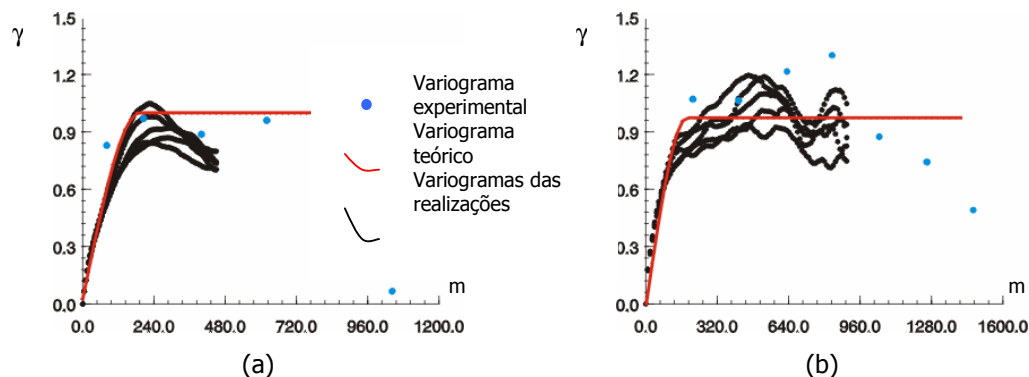 γ
1.5
1.2
0.9
0.6
0.3
0.0
0.0 240.0 480.0 720.0 960.0 1200.0
m
(a)
Variograma
experimental
Variograma
teórico
Variogramas das
realizações
γ
1.5
1.2
0.9
0.6
0.3
0.0
0.0 320.0 640.0 960.0 1280.0 1600.0
m
(b)